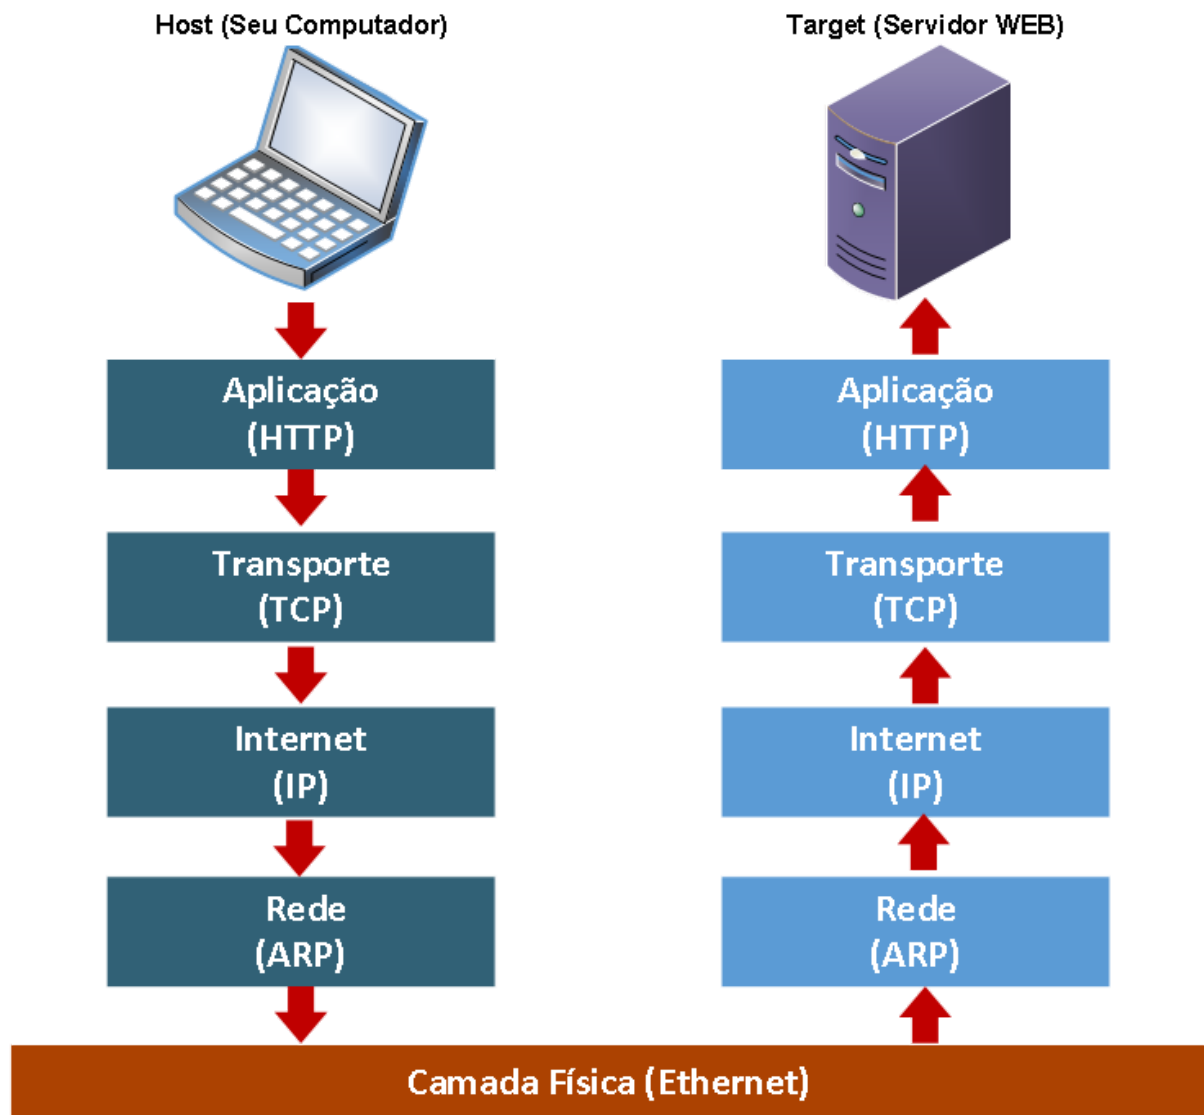 Host (Seu Computador)
Target (Servidor WEB)
Aplicação
(HTTP)
Aplicação
(HTTP)
Transporte
(TCP)
Transporte
(TCP)
Internet
(IP)
Internet
(IP)
Rede
(ARP)
Rede
(ARP)
Camada Física (Ethernet)